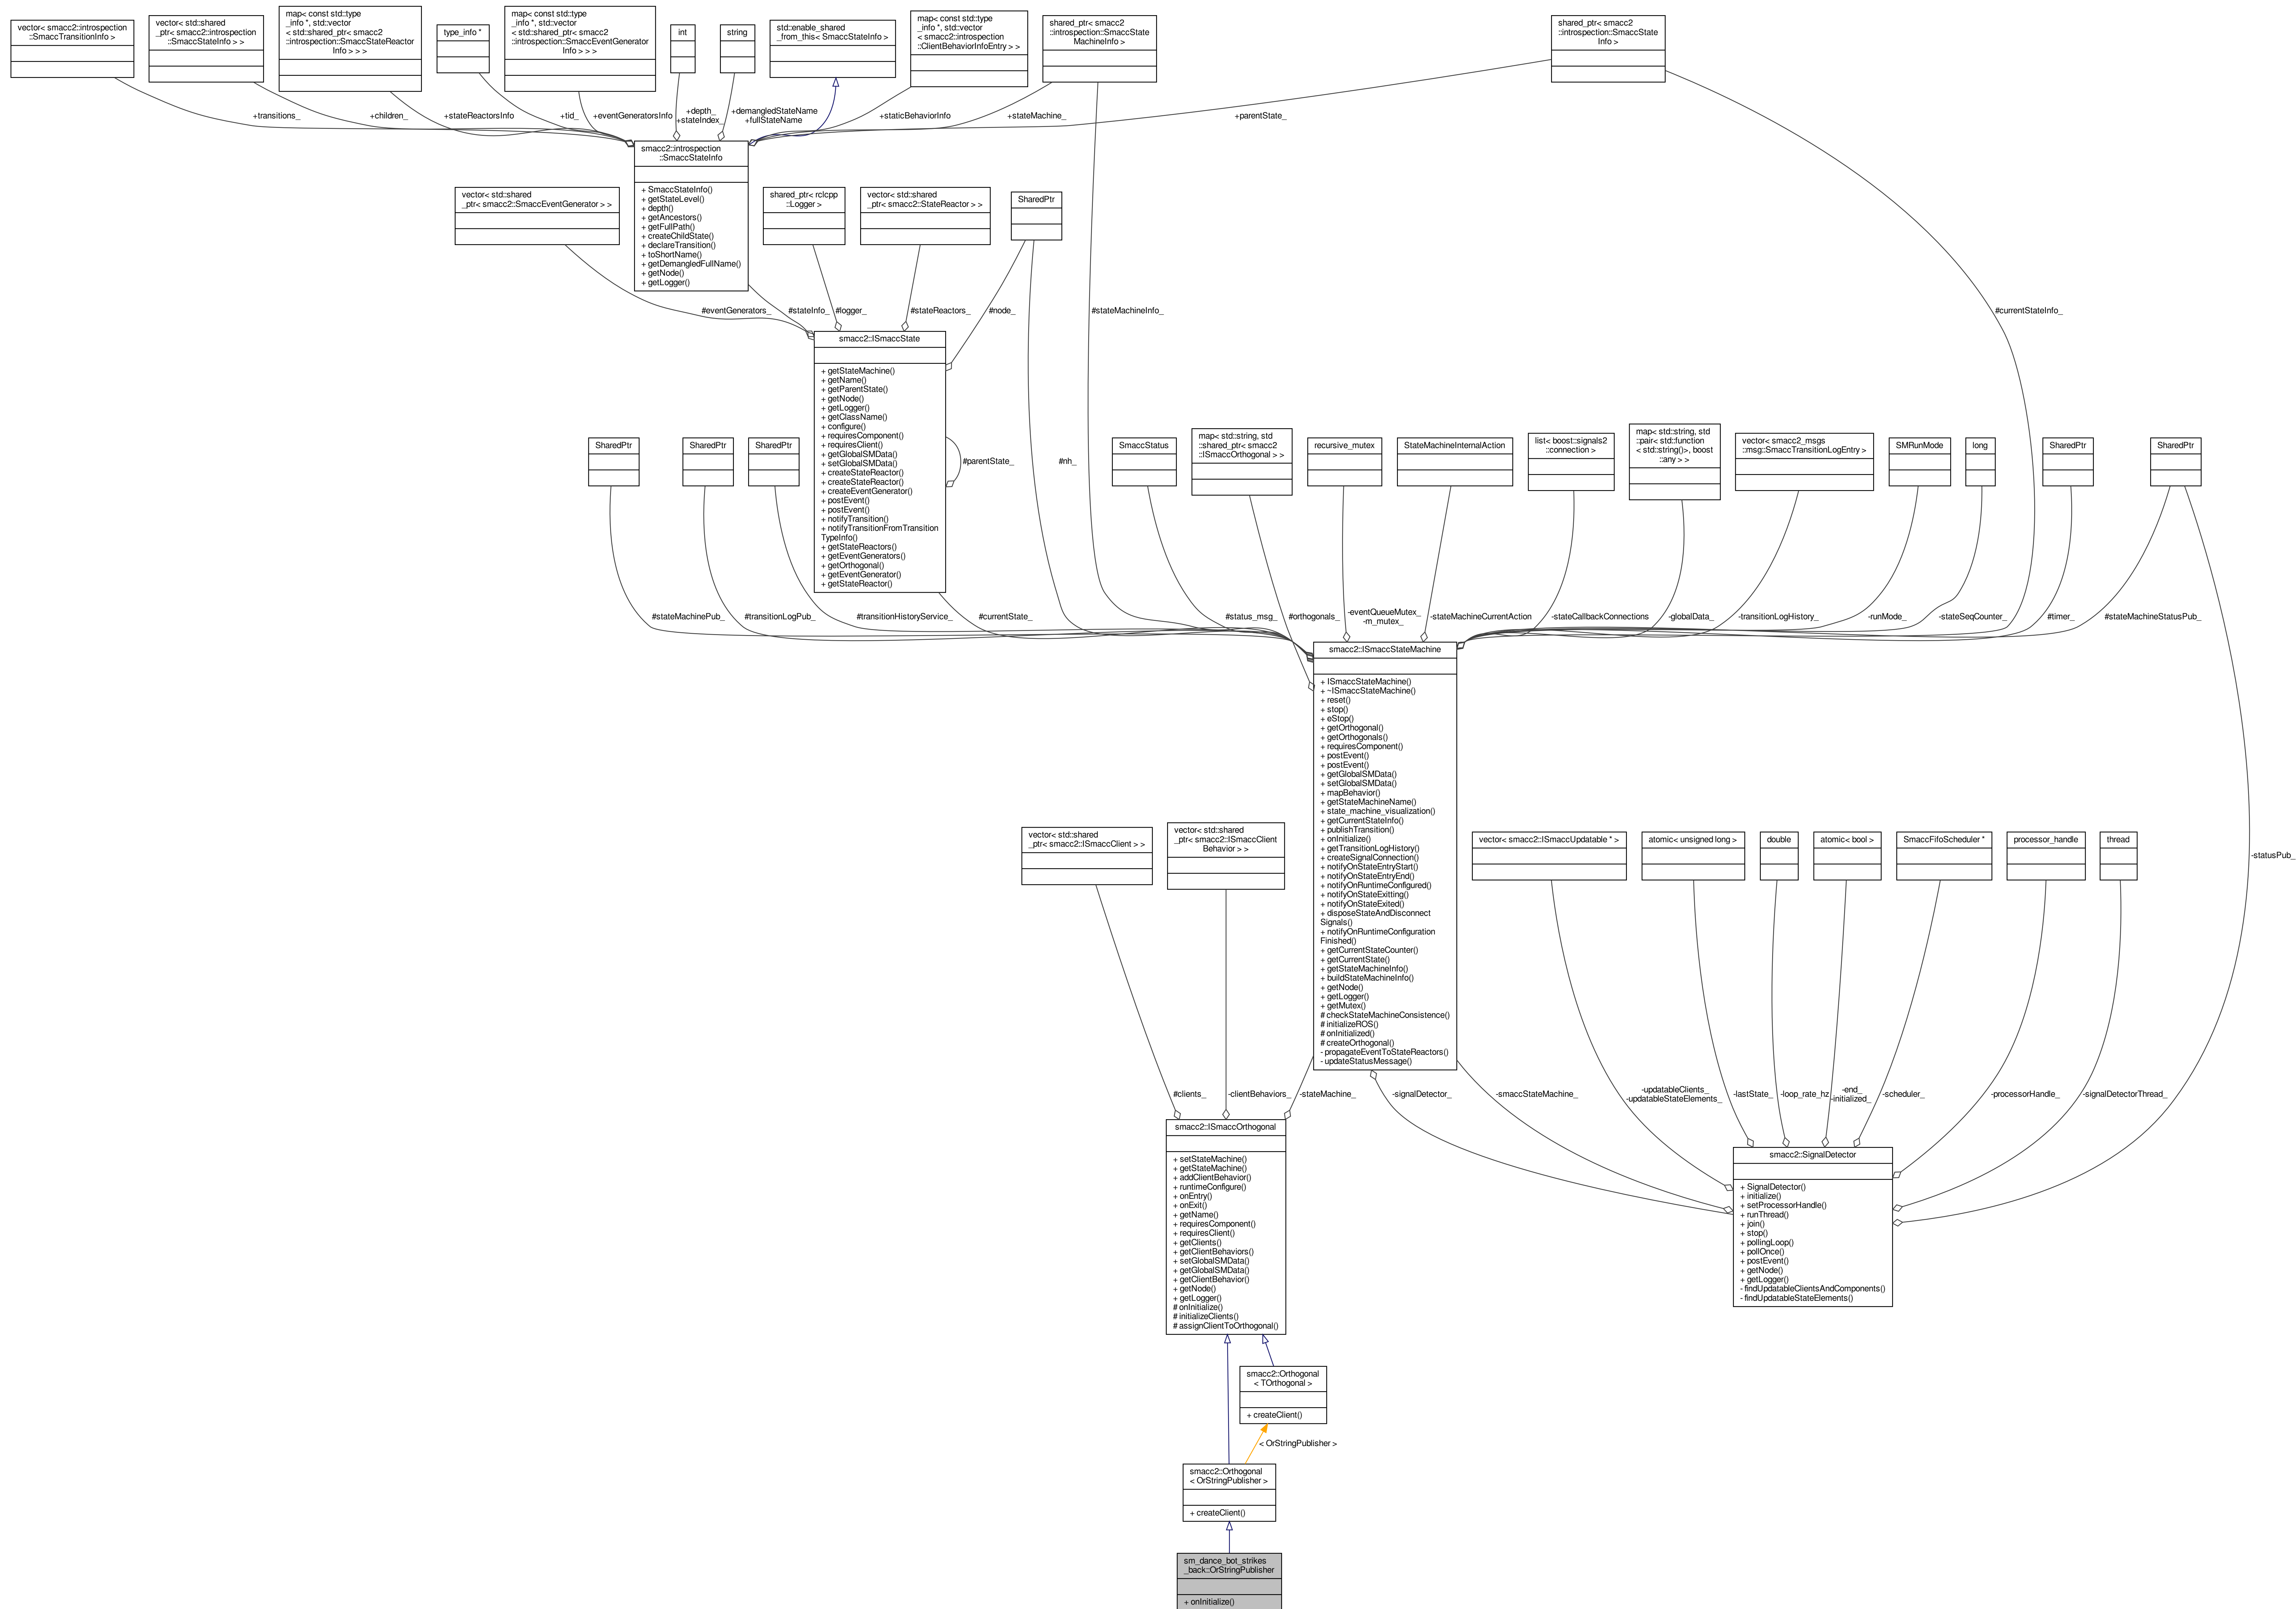 vector< smacc2::introspection
::SmaccTransitionInfo >
vector< std::shared
_ptr< smacc2::introspection
::SmaccStateInfo > >
map< const std::type
_info *, std::vector
< std::shared_ptr< smacc2
::introspection::SmaccStateReactor
Info > > >
type_info *
map< const std::type
_info *, std::vector
< std::shared_ptr< smacc2
::introspection::SmaccEventGenerator
Info > > >
int
string
std::enable_shared
_from_this< SmaccStateInfo >
map< const std::type
_info *, std::vector
< smacc2::introspection
::ClientBehaviorInfoEntry > >
shared_ptr< smacc2
::introspection::SmaccState
MachineInfo >
shared_ptr< smacc2
::introspection::SmaccState
Info >
+transitions_
+children_
+stateReactorsInfo
+tid_
+eventGeneratorsInfo
+depth_
+stateIndex_
+demangledStateName
+fullStateName
+staticBehaviorInfo
+stateMachine_
+parentState_
smacc2::introspection
::SmaccStateInfo
+ SmaccStateInfo()
+ getStateLevel()
+ depth()
+ getAncestors()
+ getFullPath()
+ createChildState()
+ declareTransition()
+ toShortName()
+ getDemangledFullName()
+ getNode()
+ getLogger()
vector< std::shared
_ptr< smacc2::SmaccEventGenerator > >
shared_ptr< rclcpp
::Logger >
vector< std::shared
_ptr< smacc2::StateReactor > >
SharedPtr
#eventGenerators_
#stateInfo_
#logger_
#stateReactors_
#node_
#stateMachineInfo_
#currentStateInfo_
smacc2::ISmaccState
+ getStateMachine()
+ getName()
+ getParentState()
+ getNode()
+ getLogger()
+ getClassName()
+ configure()
+ requiresComponent()
+ requiresClient()
+ getGlobalSMData()
+ setGlobalSMData()
+ createStateReactor()
+ createStateReactor()
+ createEventGenerator()
+ postEvent()
+ postEvent()
+ notifyTransition()
+ notifyTransitionFromTransition
TypeInfo()
+ getStateReactors()
+ getEventGenerators()
+ getOrthogonal()
+ getEventGenerator()
+ getStateReactor()
#parentState_
#nh_
SharedPtr
SharedPtr
SharedPtr
SmaccStatus
map< std::string, std
::shared_ptr< smacc2
::ISmaccOrthogonal > >
recursive_mutex
StateMachineInternalAction
list< boost::signals2
::connection >
map< std::string, std
::pair< std::function
< std::string()>, boost
::any > >
vector< smacc2_msgs
::msg::SmaccTransitionLogEntry >
SMRunMode
long
SharedPtr
SharedPtr
#stateMachinePub_
#transitionLogPub_
#transitionHistoryService_
#currentState_
#status_msg_
#orthogonals_
-eventQueueMutex_
-m_mutex_
-stateMachineCurrentAction
-stateCallbackConnections
-globalData_
-transitionLogHistory_
-runMode_
-stateSeqCounter_
#timer_
#stateMachineStatusPub_
smacc2::ISmaccStateMachine
+ ISmaccStateMachine()
+ ~ISmaccStateMachine()
+ reset()
+ stop()
+ eStop()
+ getOrthogonal()
+ getOrthogonals()
+ requiresComponent()
+ postEvent()
+ postEvent()
+ getGlobalSMData()
+ setGlobalSMData()
+ mapBehavior()
+ getStateMachineName()
+ state_machine_visualization()
+ getCurrentStateInfo()
+ publishTransition()
+ onInitialize()
+ getTransitionLogHistory()
+ createSignalConnection()
+ notifyOnStateEntryStart()
+ notifyOnStateEntryEnd()
+ notifyOnRuntimeConfigured()
+ notifyOnStateExitting()
+ notifyOnStateExited()
+ disposeStateAndDisconnect
Signals()
+ notifyOnRuntimeConfiguration
Finished()
+ getCurrentStateCounter()
+ getCurrentState()
+ getStateMachineInfo()
+ buildStateMachineInfo()
+ getNode()
+ getLogger()
+ getMutex()
# checkStateMachineConsistence()
# initializeROS()
# onInitialized()
# createOrthogonal()
- propagateEventToStateReactors()
- updateStatusMessage()
vector< std::shared
_ptr< smacc2::ISmaccClient > >
vector< std::shared
_ptr< smacc2::ISmaccClient
Behavior > >
vector< smacc2::ISmaccUpdatable * >
atomic< unsigned long >
double
atomic< bool >
SmaccFifoScheduler *
processor_handle
thread
-statusPub_
#clients_
-clientBehaviors_
-stateMachine_
-signalDetector_
-smaccStateMachine_
-updatableClients_
-updatableStateElements_
-lastState_
-loop_rate_hz
-end_
-initialized_
-scheduler_
-processorHandle_
-signalDetectorThread_
smacc2::ISmaccOrthogonal
+ setStateMachine()
+ getStateMachine()
+ addClientBehavior()
+ runtimeConfigure()
+ onEntry()
+ onExit()
+ getName()
+ requiresComponent()
+ requiresClient()
+ getClients()
+ getClientBehaviors()
+ setGlobalSMData()
+ getGlobalSMData()
+ getClientBehavior()
+ getNode()
+ getLogger()
# onInitialize()
# initializeClients()
# assignClientToOrthogonal()
smacc2::SignalDetector
+ SignalDetector()
+ initialize()
+ setProcessorHandle()
+ runThread()
+ join()
+ stop()
+ pollingLoop()
+ pollOnce()
+ postEvent()
+ getNode()
+ getLogger()
- findUpdatableClientsAndComponents()
- findUpdatableStateElements()
smacc2::Orthogonal
< TOrthogonal >
+ createClient()
< OrStringPublisher >
smacc2::Orthogonal
< OrStringPublisher >
+ createClient()
sm_dance_bot_strikes
_back::OrStringPublisher
+ onInitialize()